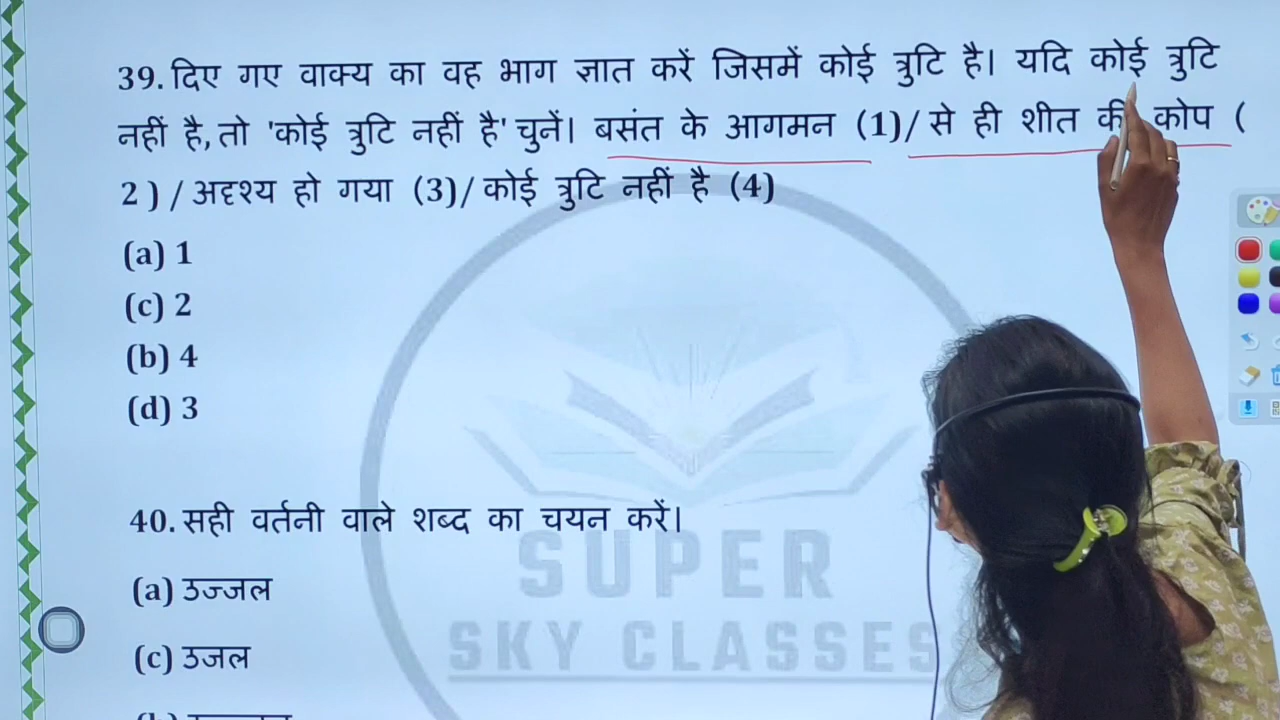 39. दिए गए वाक्य का वह भाग ज्ञात करें जिसमें कोई त्रुटि है। यदि कोई त्रुटि
नहीं है, तो 'कोई त्रुटि नहीं है' चुनें। बसंत के आगमन (1)/ से ही शीत की कोप (
2 ) / अदृश्य हो गया (3)/ कोई त्रुटि नहीं है (4)
(a) 1
(c) 2
(b) 4
(d) 3
40. सही वर्तनी वाले शब्द का चयन करें।
(a) उज्जल
(c) उजल
SUPER
SKY CLASSES